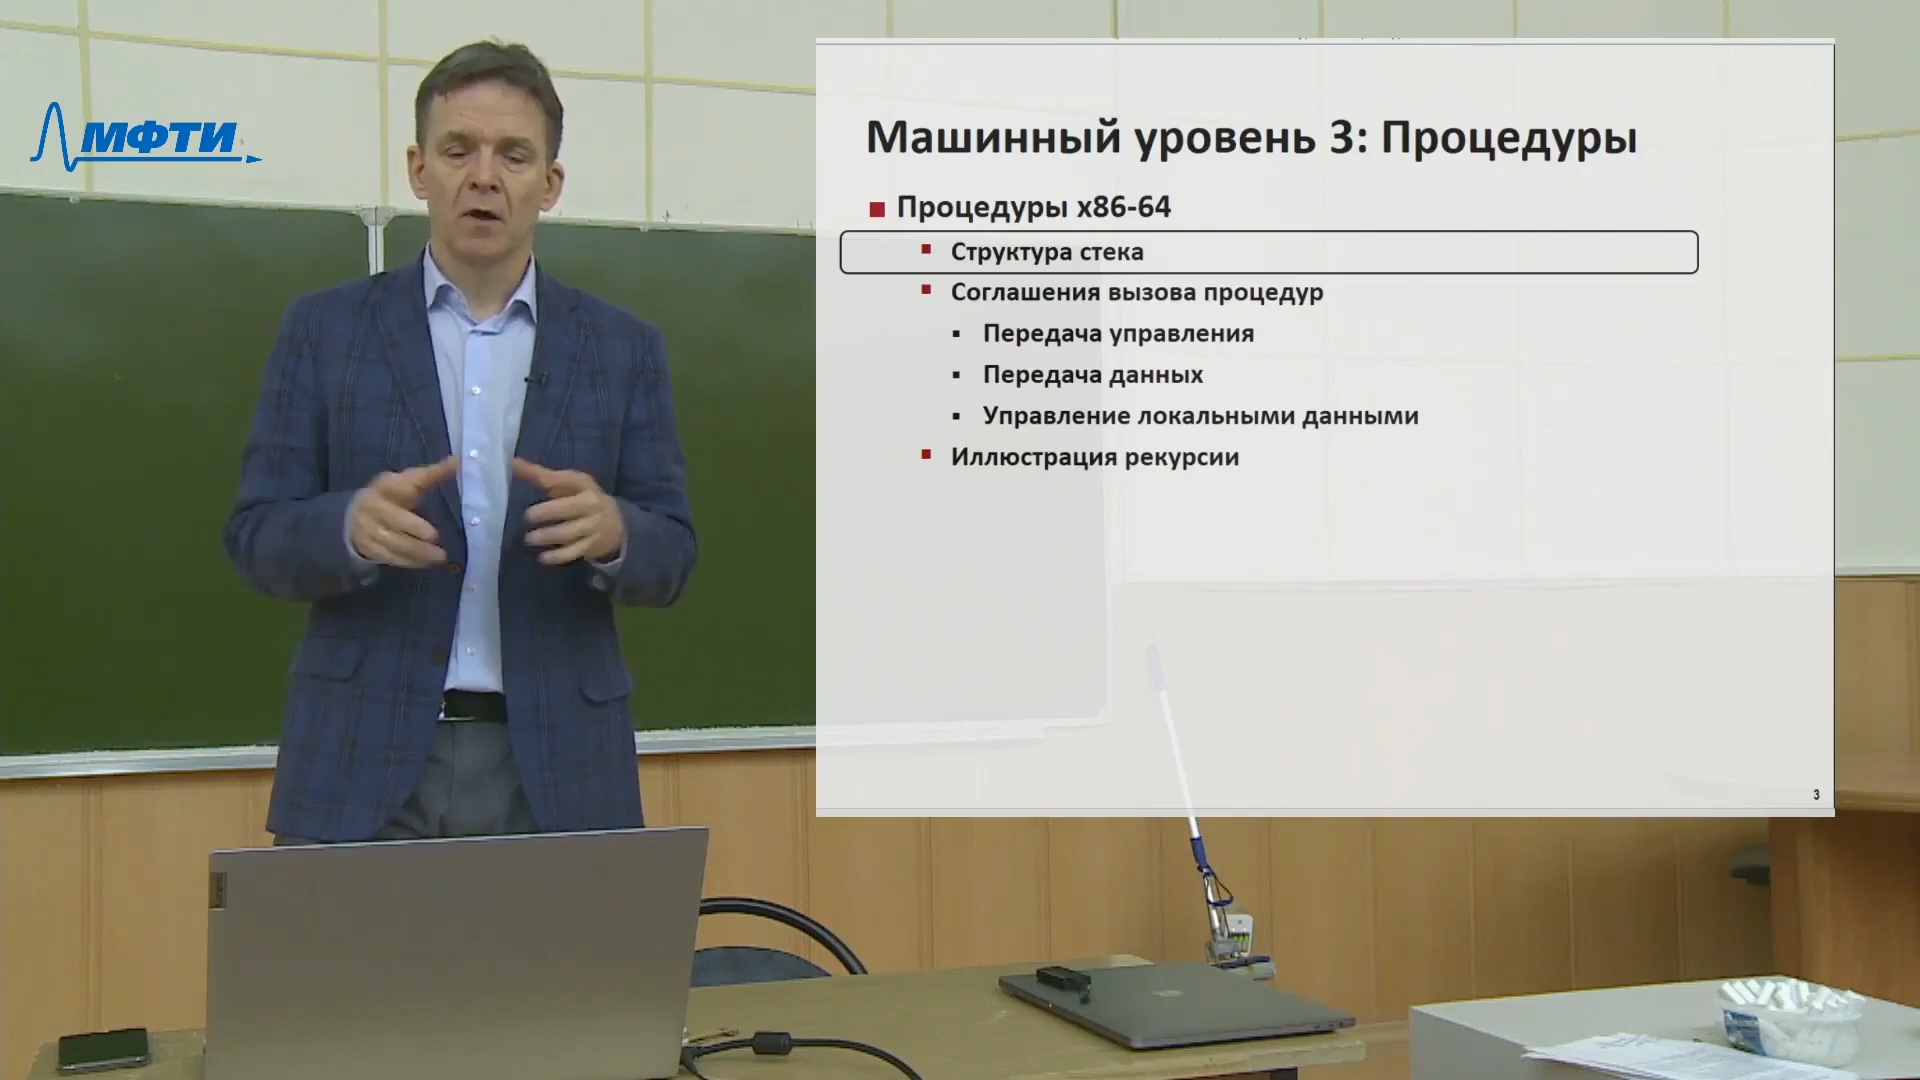 МФТИ
Машинный уровень 3: Процедуры
Процедуры x86-64
Структура стека
Соглашения вызова процедур
Передача управления
Передача данных
Управление локальными данными
Иллюстрация рекурсии
3